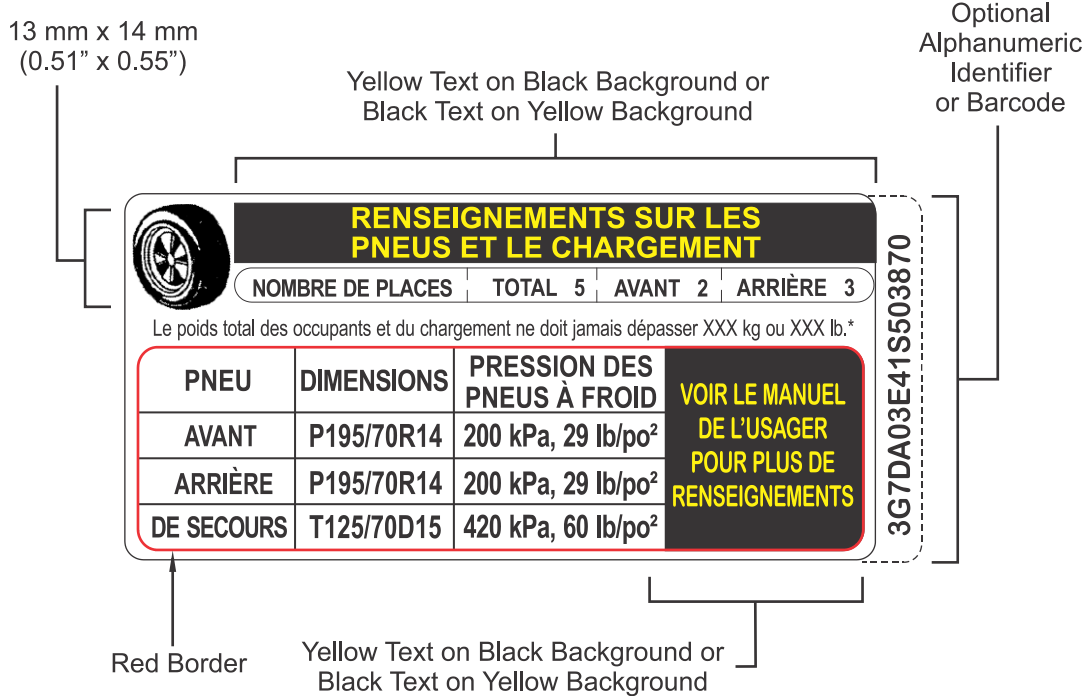 13 mm x 14 mm
(0.51” x 0.55”)
Optional
Alphanumeric
Identifier
or Barcode
Yellow Text on Black Background or
Black Text on Yellow Background
RENSEIGNEMENTS SUR LES
PNEUS ET LE CHARGEMENT
NOMBRE DE PLACES TOTAL 5 AVANT 2 ARRIÈRE 3
Le poids total des occupants et du chargement ne doit jamais dépasser XXX kg ou XXX lb.*
PNEU DIMENSIONS PRESSION DES
PNEUS À FROID
AVANT P195/70R14 200 kPa, 29 lb/po²
ARRIÈRE P195/70R14 200 kPa, 29 lb/po²
DE SECOURS T125/70D15 420 kPa, 60 lb/po²
VOIR LE MANUEL
DE L’USAGER
POUR PLUS DE
RENSEIGNEMENTS
3G7DA03E41S503870
Red Border
Yellow Text on Black Background or
Black Text on Yellow Background